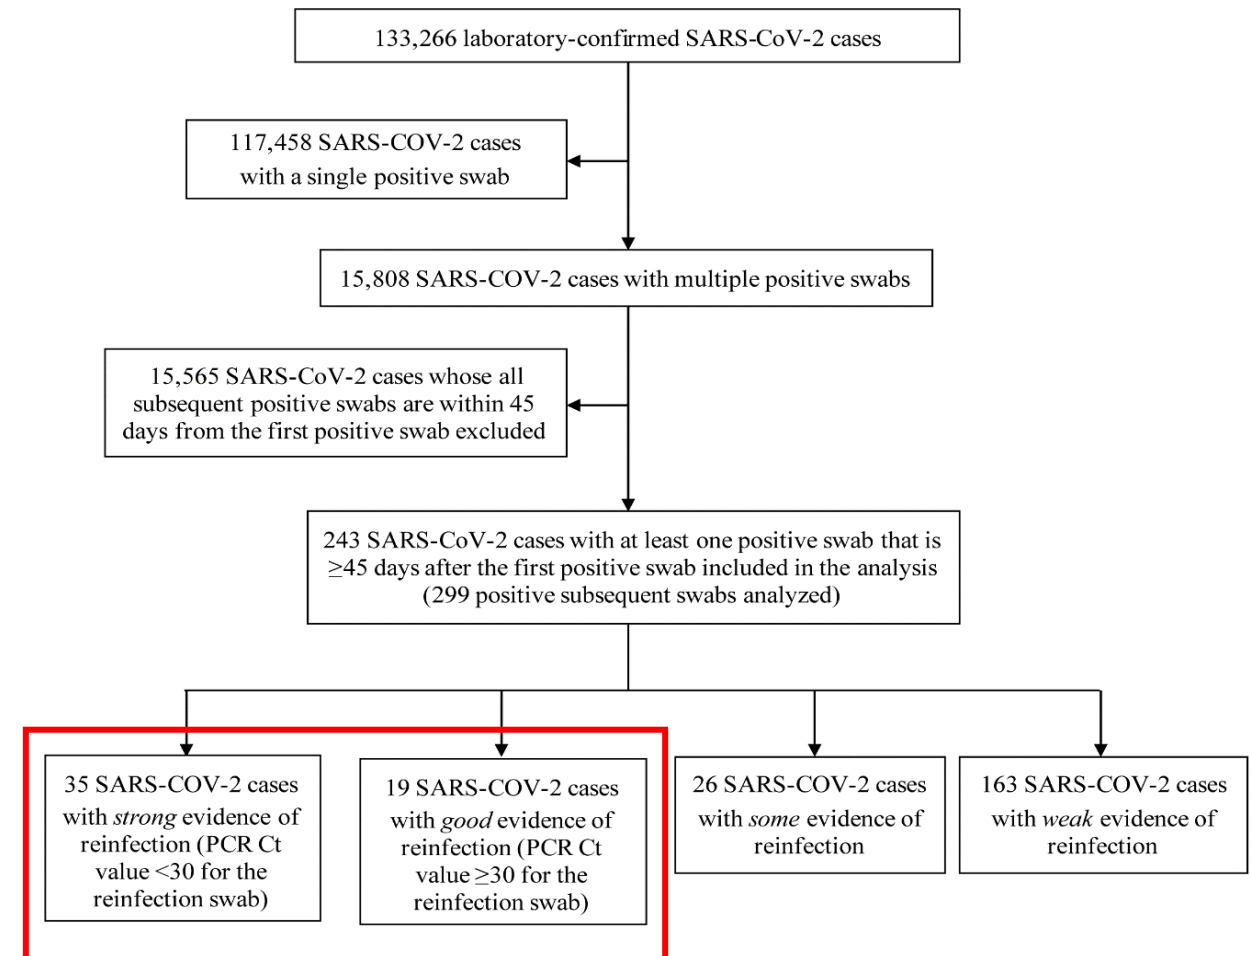 133,266 laboratory-confirmed SARS-CoV-2 cases
117,458 SARS-COV-2 cases
with a single positive swab
15,808 SARS-COV-2 cases with multiple positive swabs
15,565 SARS-CoV-2 cases whose all
subsequent positive swabs are within 45
days from the first positive swab excluded
243 SARS-CoV-2 cases with at least one positive swab that is
≥45 days after the first positive swab included in the analysis
(299 positive subsequent swabs analyzed)
35 SARS-COV-2 cases
with strong evidence of
reinfection (PCR Ct
value <30 for the
reinfection swab)
19 SARS-COV-2 cases
with good evidence of
reinfection (PCR Ct
value ≥30 for the
reinfection swab)
26 SARS-COV-2 cases
with some evidence of
reinfection
163 SARS-COV-2 cases
with weak evidence of
reinfection